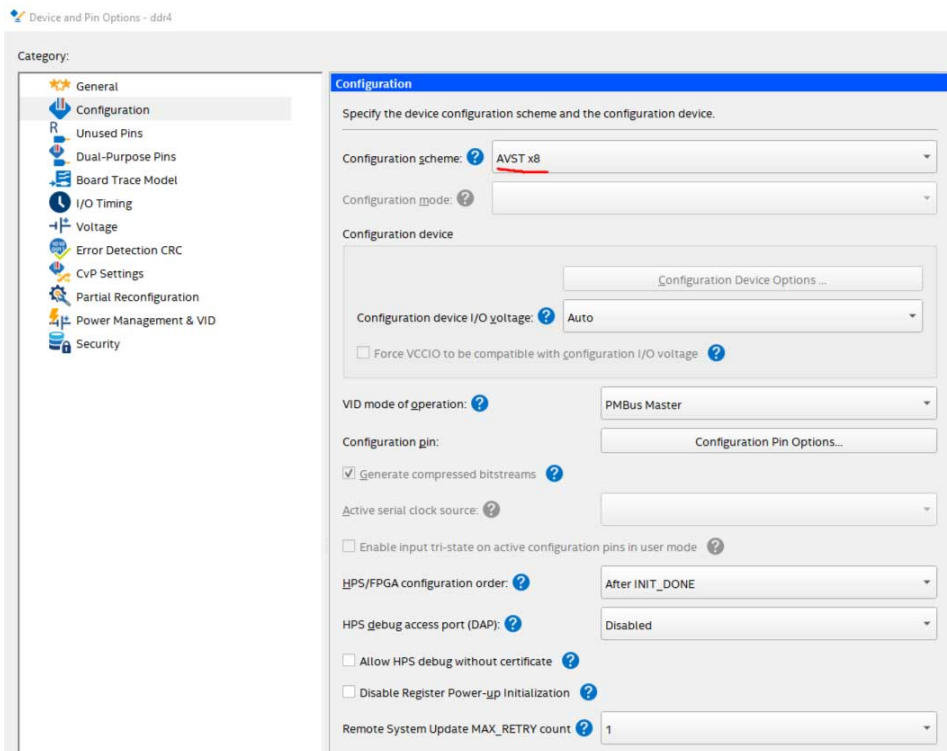 Device and Pin Options - ddr4
Category:
General
Configuration
Unused Pins
Dual-Purpose Pins
Board Trace Model
I/O Timing
Voltage
Error Detection CRC
CvP Settings
Partial Reconfiguration
Power Management & VID
Security
Configuration
Specify the device configuration scheme and the configuration device.
Configuration scheme: ? AVST x8
Configuration mode: ?
Configuration device
Configuration Device Options ...
Configuration device I/O voltage: ? Auto
Force VCCIO to be compatible with configuration I/O voltage ?
VID mode of operation: ? PMBus Master
Configuration pin: Configuration Pin Options...
Generate compressed bitstreams ?
Active serial clock source: ?
Enable input tri-state on active configuration pins in user mode ?
HPS/FPGA configuration order: ? After INIT_DONE
HPS debug access port (DAP): ? Disabled
Allow HPS debug without certificate ?
Disable Register Power-up Initialization ?
Remote System Update MAX_RETRY count ? 1